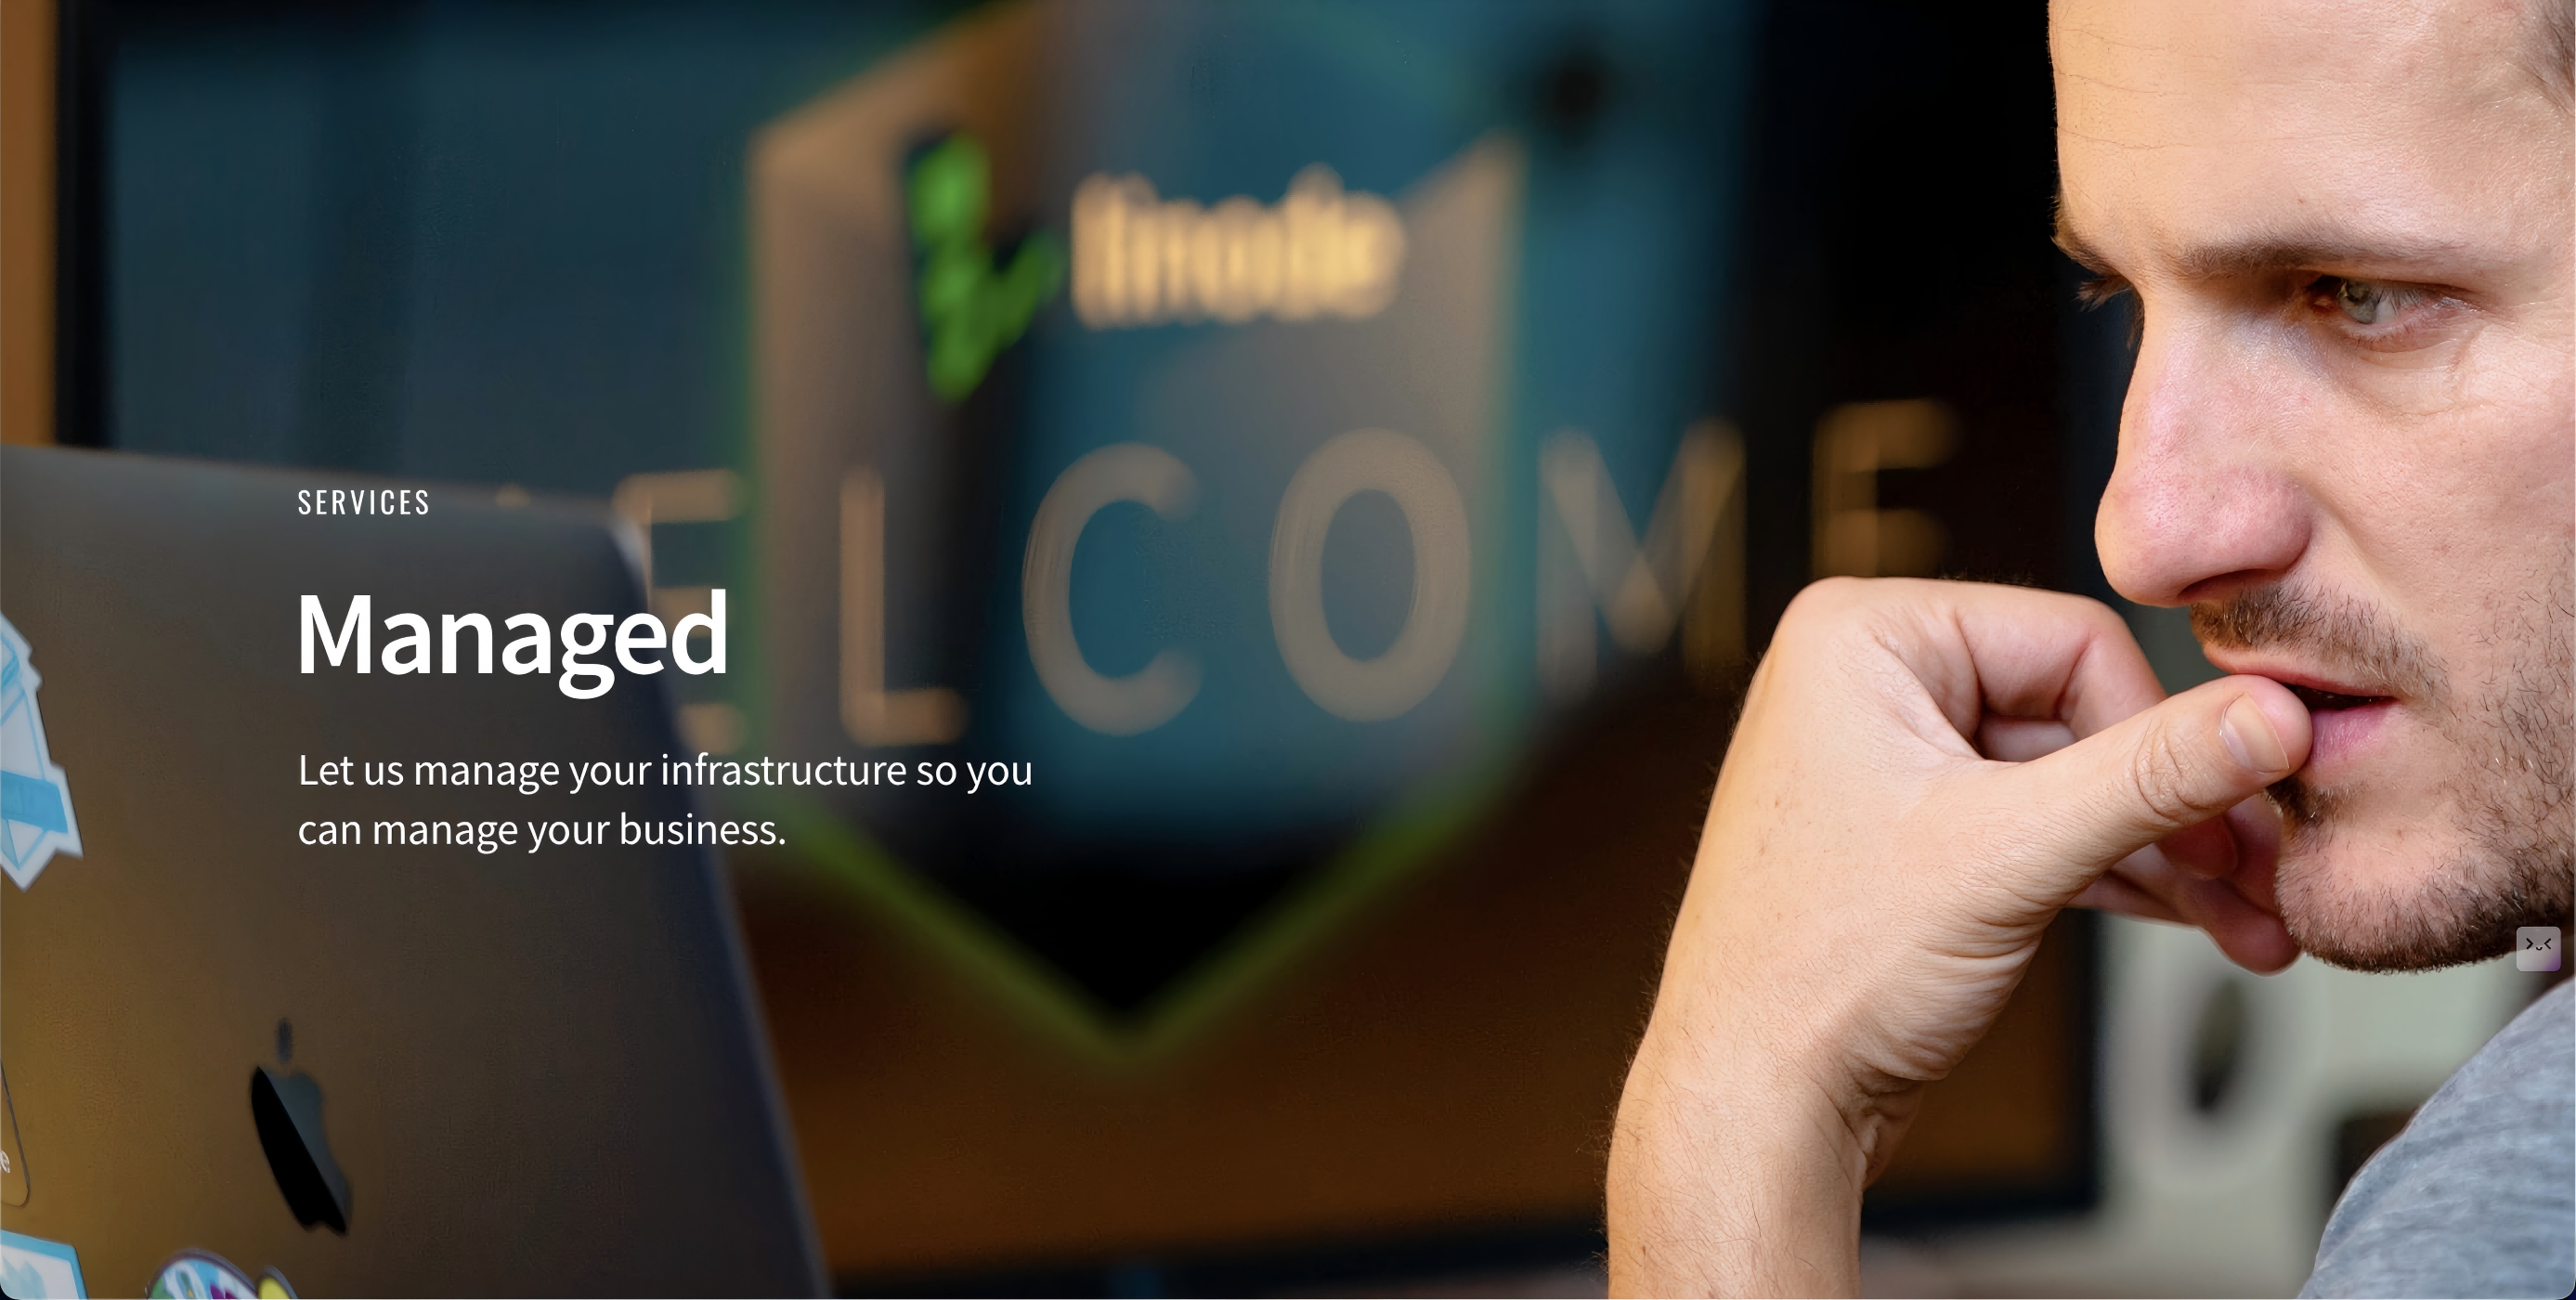 linode
ELCOME
SERVICES
Managed
Let us manage your infrastructure so you
can manage your business.